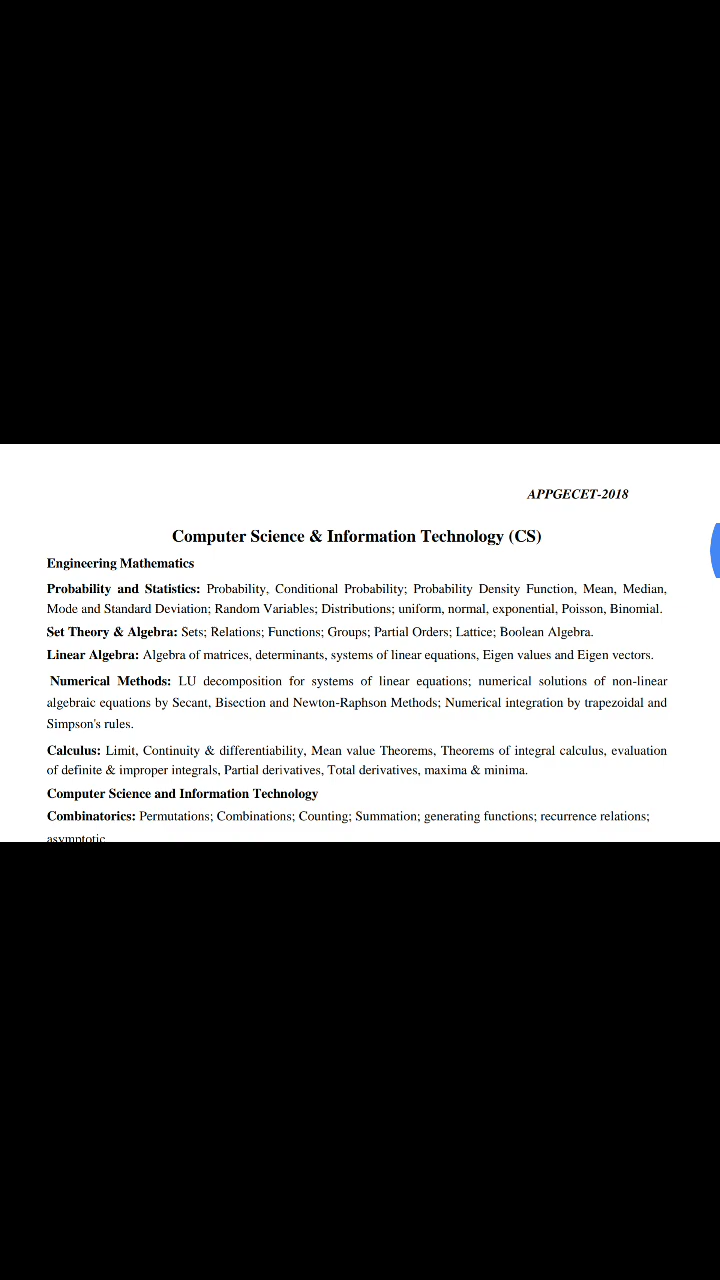 APPGECET-2018
Computer Science & Information Technology (CS)
Engineering Mathematics
Probability and Statistics: Probability, Conditional Probability; Probability Density Function, Mean, Median,
Mode and Standard Deviation; Random Variables; Distributions; uniform, normal, exponential, Poisson, Binomial.
Set Theory & Algebra: Sets; Relations; Functions; Groups; Partial Orders; Lattice; Boolean Algebra.
Linear Algebra: Algebra of matrices, determinants, systems of linear equations, Eigen values and Eigen vectors.
Numerical Methods: LU decomposition for systems of linear equations; numerical solutions of non-linear
algebraic equations by Secant, Bisection and Newton-Raphson Methods; Numerical integration by trapezoidal and
Simpson's rules.
Calculus: Limit, Continuity & differentiability, Mean value Theorems, Theorems of integral calculus, evaluation
of definite & improper integrals, Partial derivatives, Total derivatives, maxima & minima.
Computer Science and Information Technology
Combinatorics: Permutations; Combinations; Counting; Summation; generating functions; recurrence relations;
asymptotic